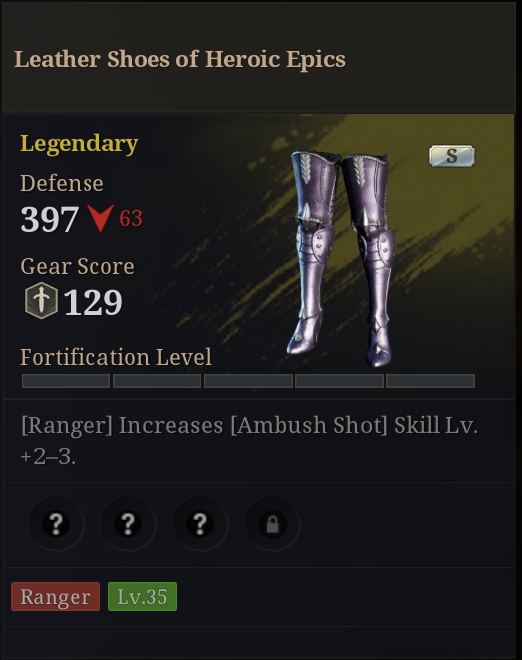 Leather Shoes of Heroic Epics
Legendary
S
Defense
397 63
Gear Score
129
Fortification Level
[Ranger] Increases [Ambush Shot] Skill Lv.
+2–3.
? ? ?
Ranger Lv.35